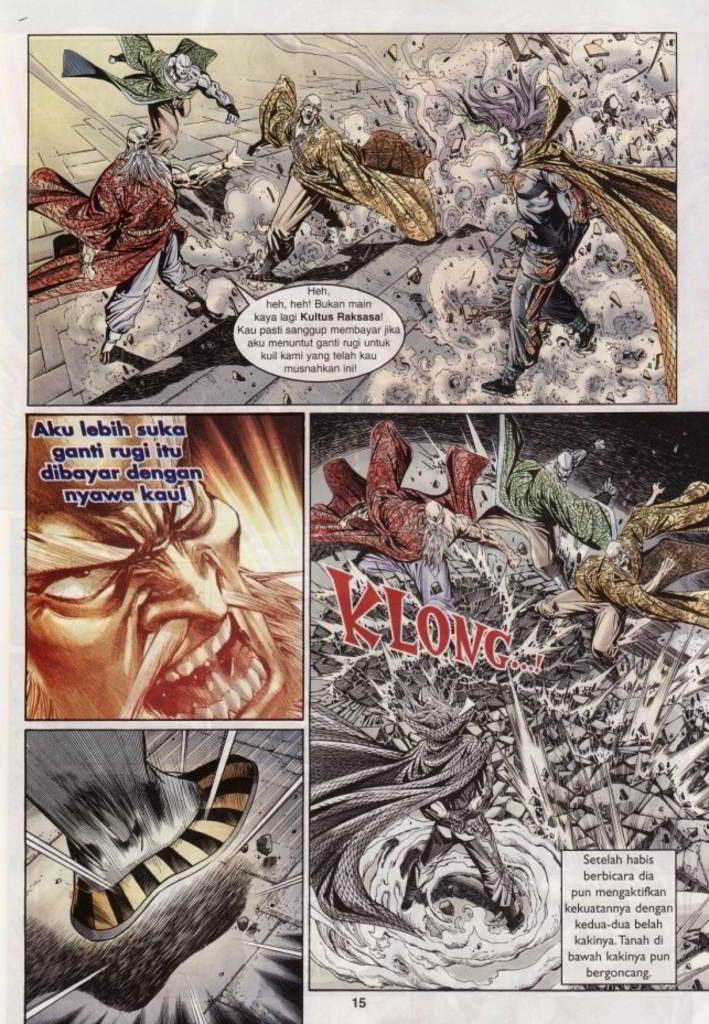 Heh,
heh, heh! Bukan main
kaya lagi Kultus Raksasa!
Kau pasti sanggup membayar jika
aku menuntut ganti rugi untuk
kuil kami yang telah kau
musnahkan ini!
Aku lebih suka
ganti rugi itu
dibayar dengan
nyawa kau!
KLONG...!
Setelah habis
berbicara dia
pun mengaktifkan
kekuatannya dengan
kedua-dua belah
kakinya. Tanah di
bawah kakinya pun
bergoncang.
15